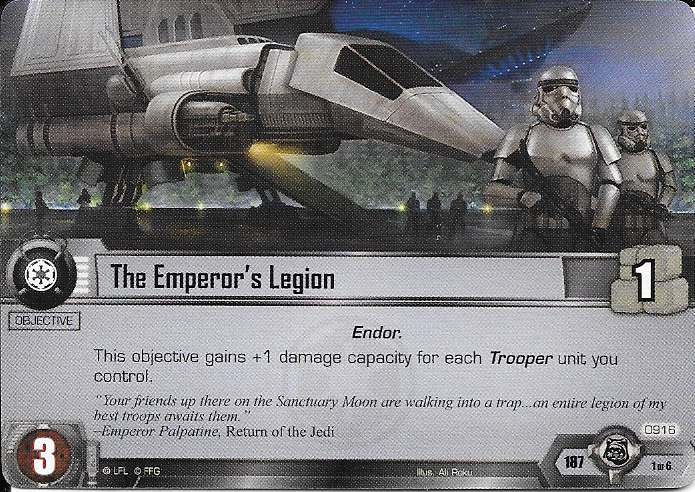 The Emperor's Legion
1
OBJECTIVE
Endor.
This objective gains +1 damage capacity for each Trooper unit you
control.
"Your friends up there on the Sanctuary Moon are walking into a trap...an entire legion of my
best troops awaits them."
–Emperor Palpatine, Return of the Jedi
0916
3
© LFL © FFG
Illus. Ali Roku
187
1 of 6